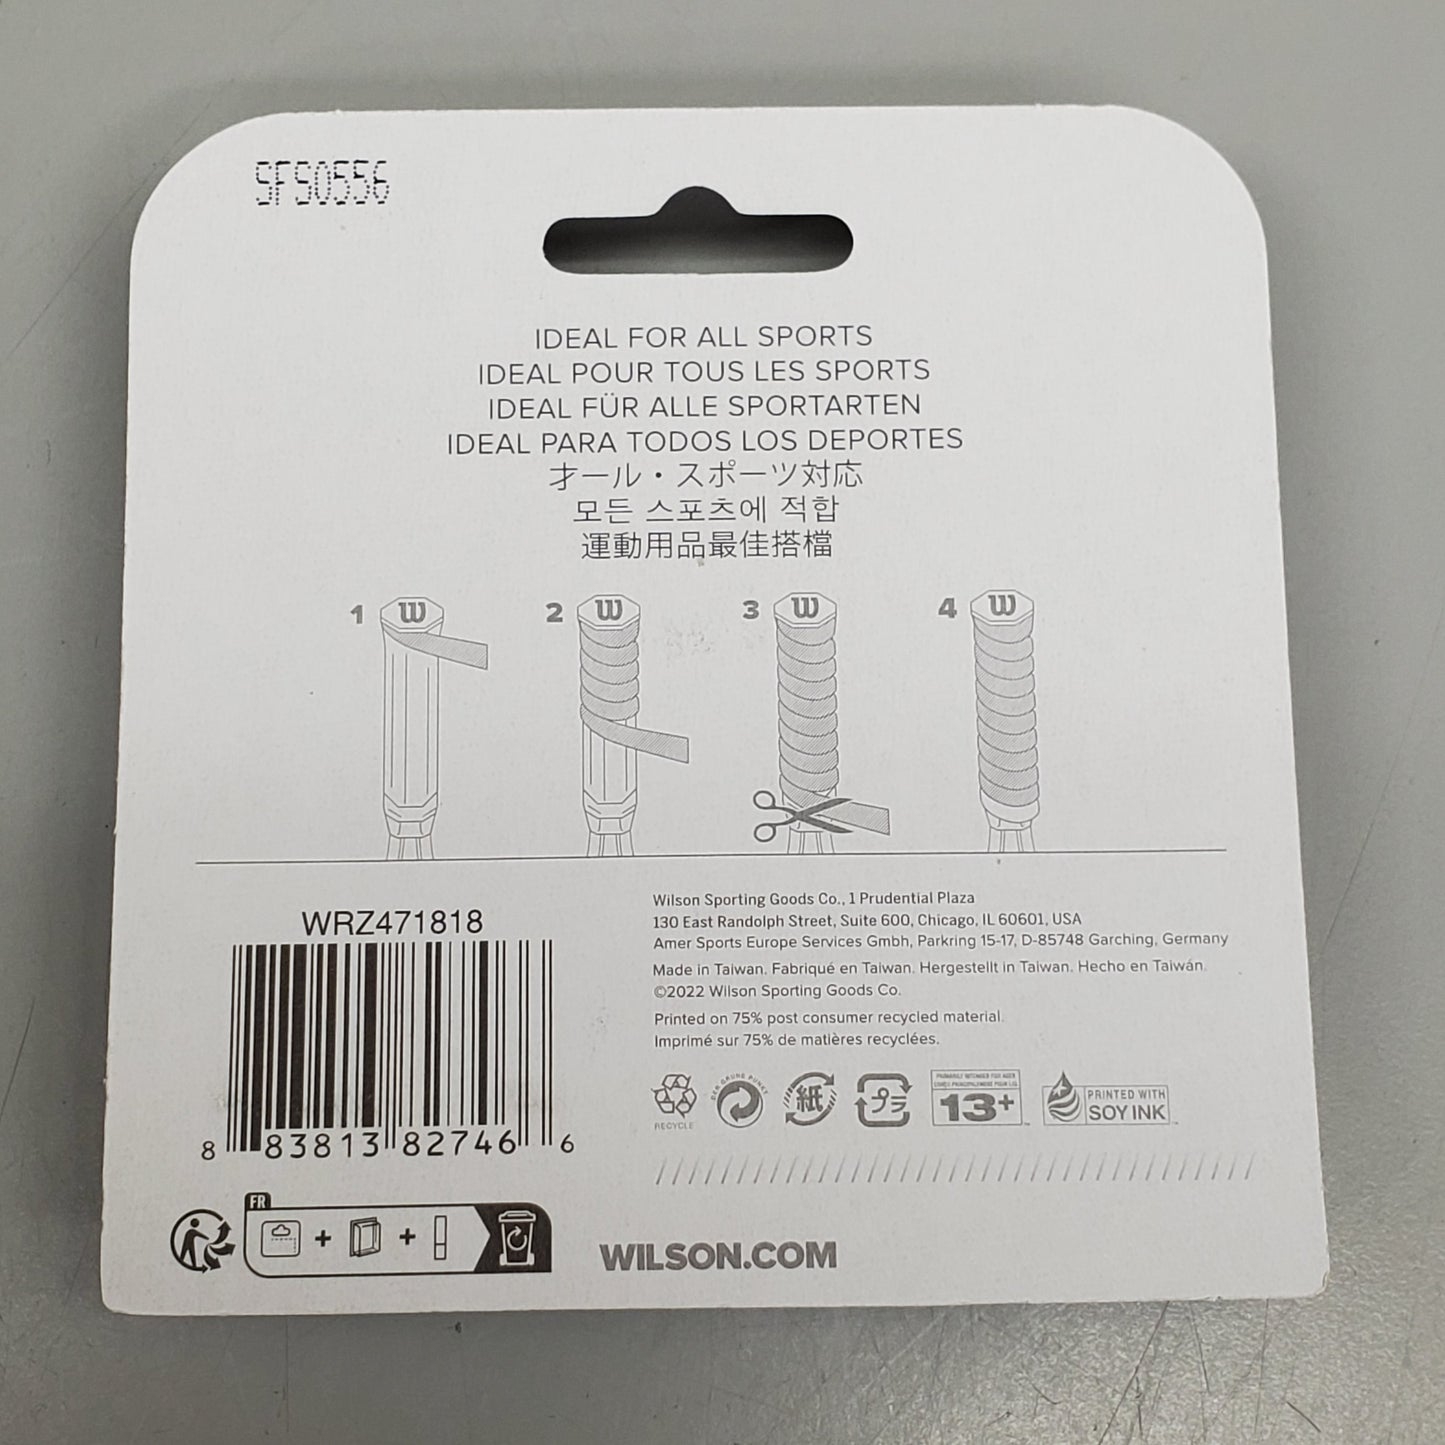 SFS0556
IDEAL FOR ALL SPORTS
IDEAL POUR TOUS LES SPORTS
IDEAL FÜR ALLE SPORTARTEN
IDEAL PARA TODOS LOS DEPORTES
オール・スポーツ対応
모든 스포츠에 적합
運動用品最佳搭檔
1 W 2 W 3 W 4 W
WRZ471818
8 83813 82746 6
Wilson Sporting Goods Co., 1 Prudential Plaza
130 East Randolph Street, Suite 600, Chicago, IL 60601, USA
Amer Sports Europe Services Gmbh, Parkring 15-17, D-85748 Garching, Germany
Made in Taiwan. Fabriqué en Taiwan. Hergestellt in Taiwan. Hecho en Taiwán.
©2022 Wilson Sporting Goods Co.
Printed on 75% post consumer recycled material.
Imprimé sur 75% de matières recyclées.
RECYCLE
DER GRÜNE PUNKT
紙
プラ
13+
PRINTED WITH
SOY INK
FR
WILSON.COM